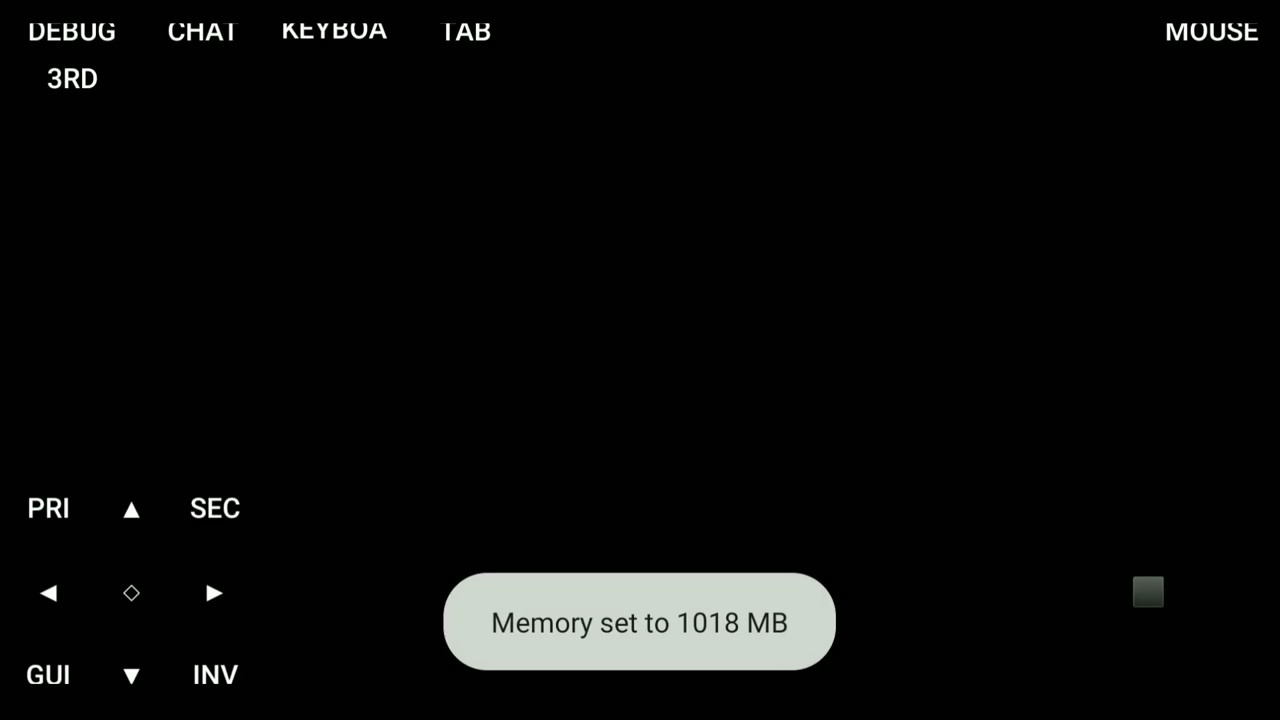 DEBUG CHAT KEYBOA TAB MOUSE
3RD
PRI ▲ SEC
◀ ◇ ▶
GUI ▼ INV
Memory set to 1018 MB